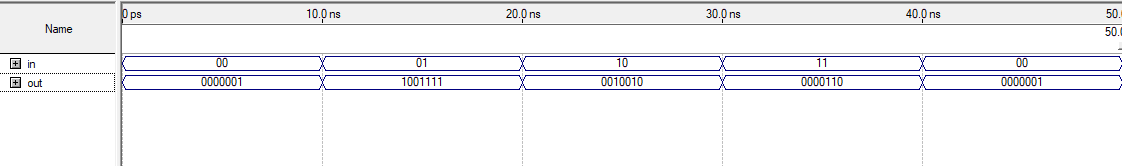 Name
0 ps 10.0 ns 20.0 ns 30.0 ns 40.0 ns 50.
50.
in 00 01 10 11 00
out 0000001 1001111 0010010 0000110 0000001